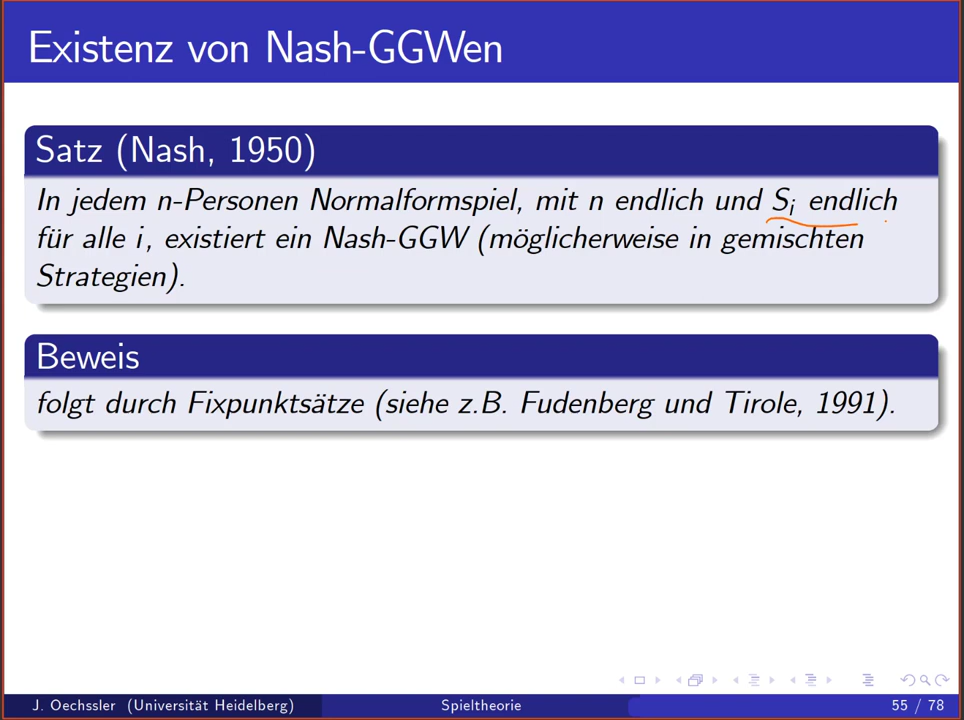 Existenz von Nash-GGWen
Satz (Nash, 1950)
In jedem n-Personen Normalformspiel, mit n endlich und Sᵢ endlich
für alle i, existiert ein Nash-GGW (möglicherweise in gemischten
Strategien).
Beweis
folgt durch Fixpunktsätze (siehe z.B. Fudenberg und Tirole, 1991).
J. Oechssler (Universität Heidelberg) Spieltheorie 55 / 78